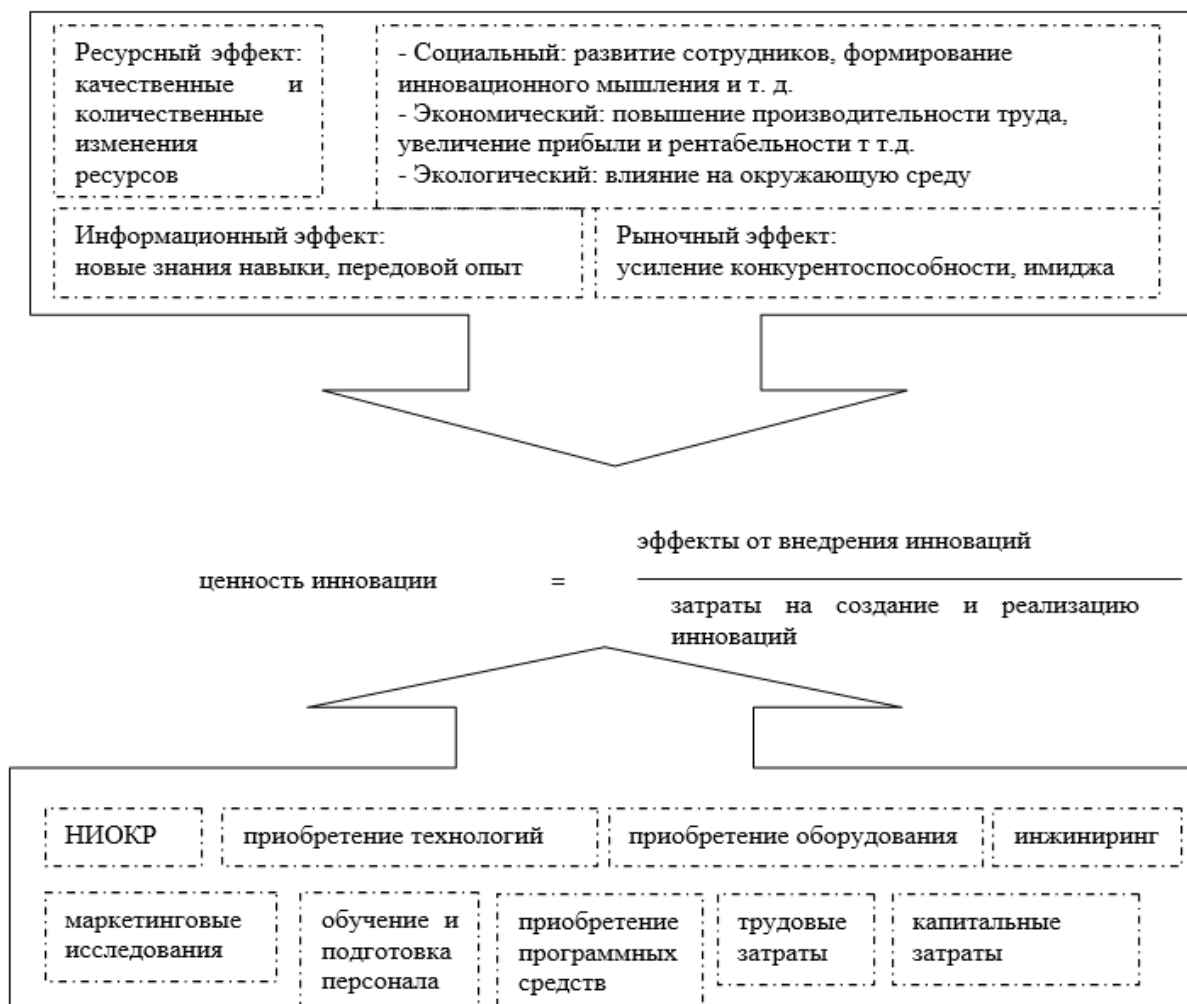 Ресурсный эффект:
качественные и
количественные
изменения
ресурсов
- Социальный: развитие сотрудников, формирование
инновационного мышления и т. д.
- Экономический: повышение производительности труда,
увеличение прибыли и рентабельности т т.д.
- Экологический: влияние на окружающую среду
Информационный эффект:
новые знания навыки, передовой опыт
Рыночный эффект:
усиление конкурентоспособности, имиджа
эффекты от внедрения инноваций
ценность инновации =
затраты на создание и реализацию
инноваций
НИОКР
приобретение технологий
приобретение оборудования
инжиниринг
маркетинговые
исследования
обучение и
подготовка
персонала
приобретение
программных
средств
трудовые
затраты
капитальные
затраты